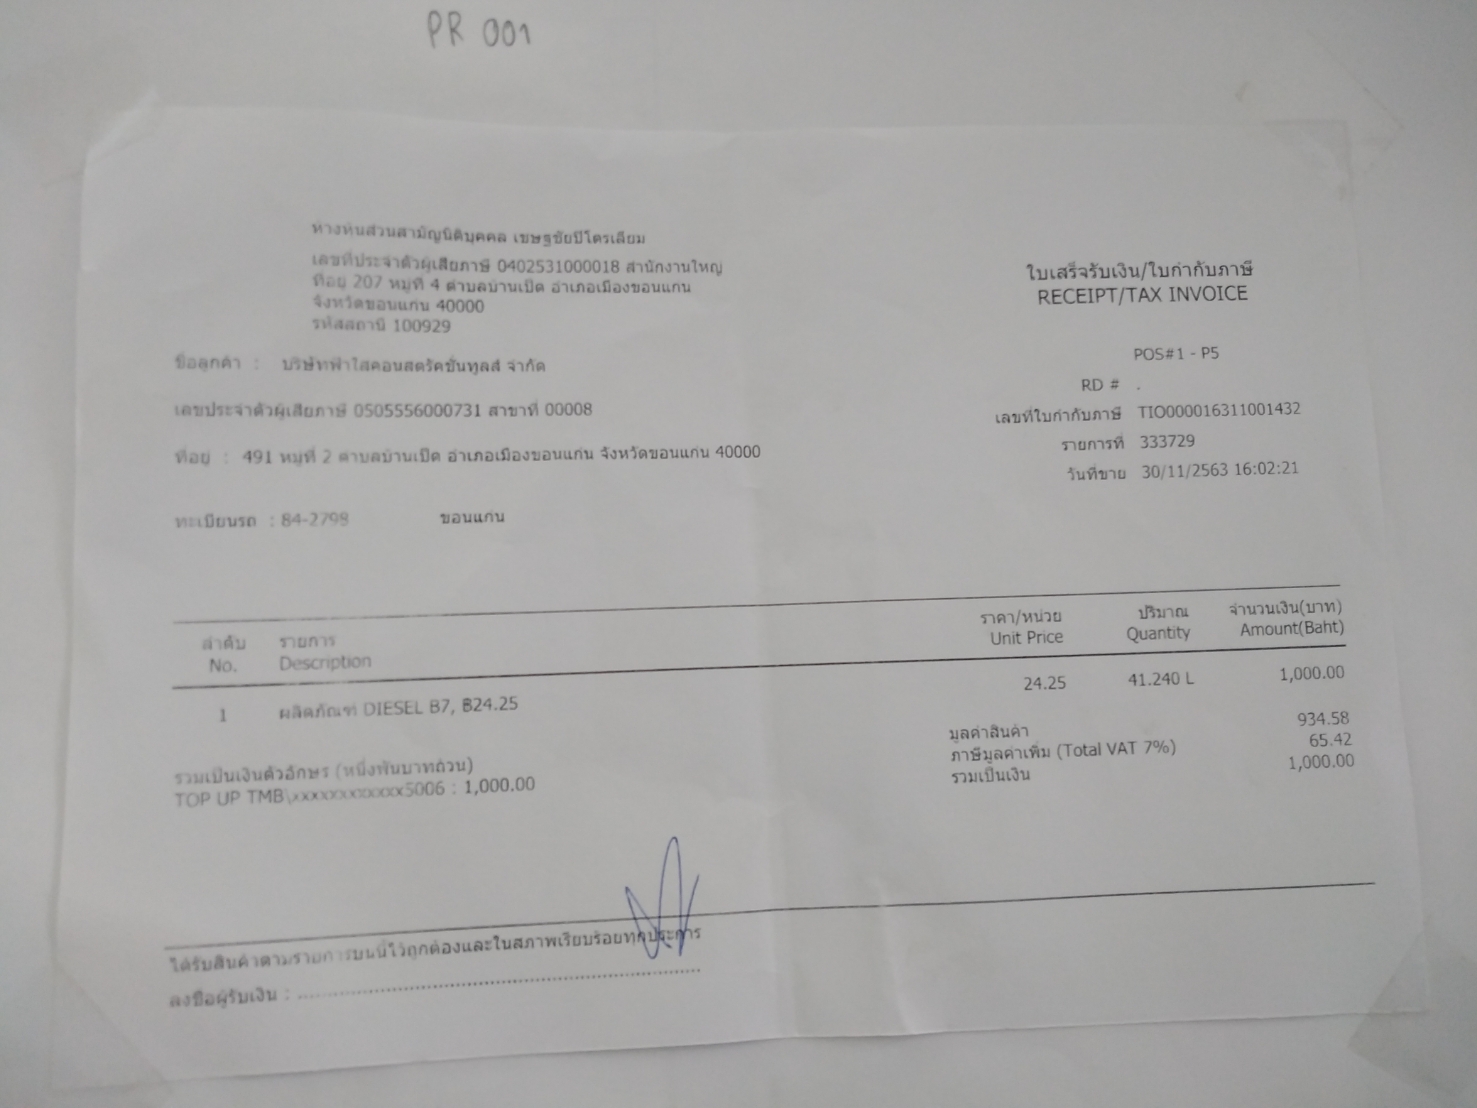 PR 001
ห้างหุ้นส่วนสามัญนิติบุคคล เชษฐชัยปิโตรเลียม
เลขที่ประจำตัวผู้เสียภาษี 0402531000018 สำนักงานใหญ่
ที่อยู่ 207 หมู่ที่ 4 ตำบลบ้านเป็ด อำเภอเมืองขอนแก่น
จังหวัดขอนแก่น 40000
รหัสสถานี 100929
ใบเสร็จรับเงิน/ใบกำกับภาษี
RECEIPT/TAX INVOICE
ชื่อลูกค้า : บริษัทฟ้าใสคอนสตรัคชั่นทูลส์ จำกัด
เลขประจำตัวผู้เสียภาษี 0505556000731 สาขาที่ 00008
ที่อยู่ : 491 หมู่ที่ 2 ตำบลบ้านเป็ด อำเภอเมืองขอนแก่น จังหวัดขอนแก่น 40000
ทะเบียนรถ : 84-2798 ขอนแก่น
POS#1 - P5
RD # .
เลขที่ใบกำกับภาษี TIO000016311001432
รายการที่ 333729
วันที่ขาย 30/11/2563 16:02:21
ลำดับ รายการ ราคา/หน่วย ปริมาณ จำนวนเงิน(บาท)
No. Description Unit Price Quantity Amount(Baht)
1 ผลิตภัณฑ์ DIESEL B7, ฿24.25 24.25 41.240 L 1,000.00
มูลค่าสินค้า 934.58
ภาษีมูลค่าเพิ่ม (Total VAT 7%) 65.42
รวมเป็นเงิน 1,000.00
รวมเป็นเงินตัวอักษร (หนึ่งพันบาทถ้วน)
TOP UP TMB\xxxxxxxxxxxx5006 : 1,000.00
ได้รับสินค้าตามรายการบนนี้ไว้ถูกต้องและในสภาพเรียบร้อยทุกประการ
ลงชื่อผู้รับเงิน :